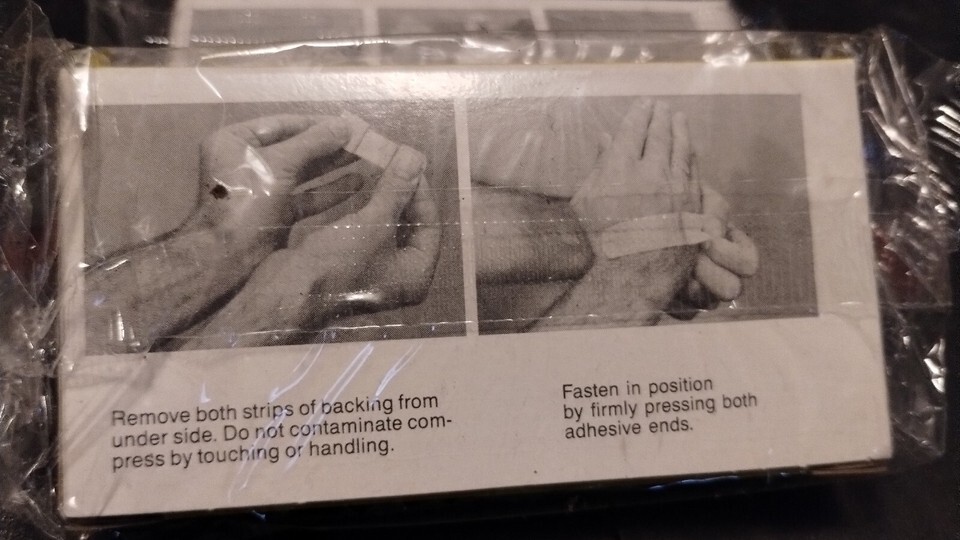 Remove both strips of backing from
under side. Do not contaminate com-
press by touching or handling.
Fasten in position
by firmly pressing both
adhesive ends.